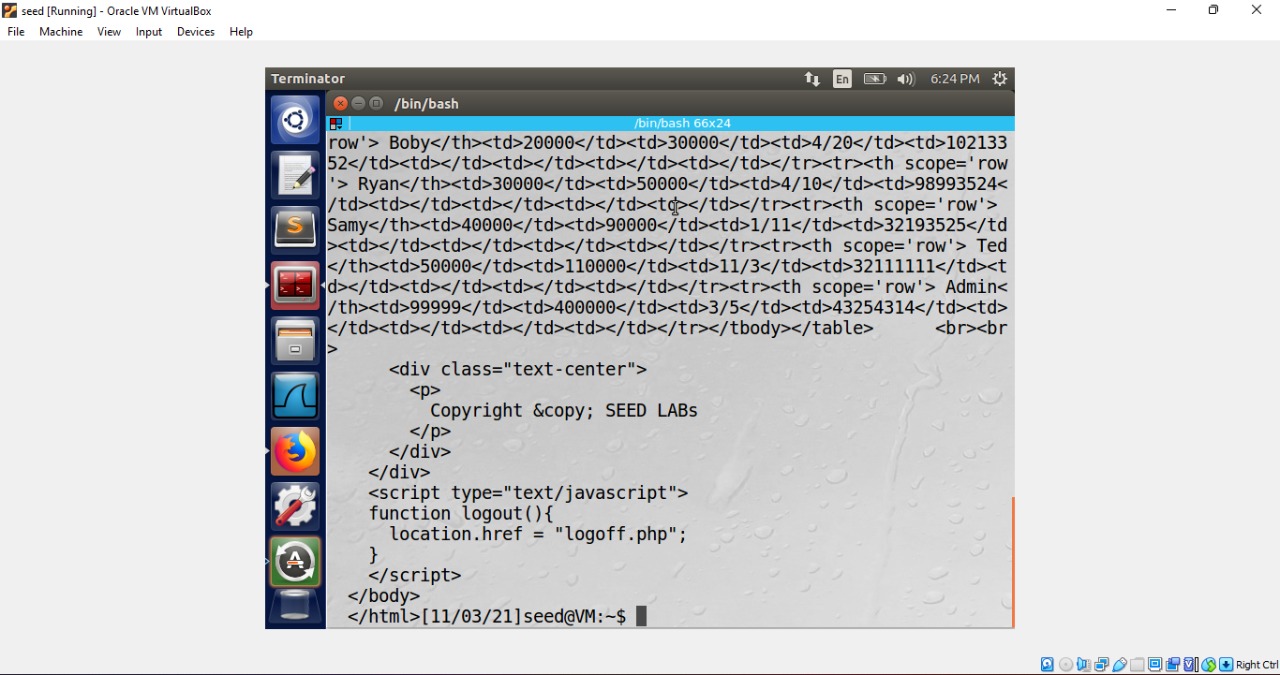 seed [Running] - Oracle VM VirtualBox
File Machine View Input Devices Help
Terminator
En
6:24 PM
/bin/bash
/bin/bash 66x24
row'> Boby</th><td>20000</td><td>30000</td><td>4/20</td><td>102133
52</td><td></td><td></td><td></td><td></td></tr><tr><th scope='row
'> Ryan</th><td>30000</td><td>50000</td><td>4/10</td><td>98993524<
/td><td></td><td></td><td></td><td></td></tr><tr><th scope='row'>
Samy</th><td>40000</td><td>90000</td><td>1/11</td><td>32193525</td
><td></td><td></td><td></td><td></td></tr><tr><th scope='row'> Ted
</th><td>50000</td><td>110000</td><td>11/3</td><td>32111111</td><t
d></td><td></td><td></td><td></td></tr><tr><th scope='row'> Admin<
/th><td>99999</td><td>400000</td><td>3/5</td><td>43254314</td><td>
</td><td></td><td></td><td></td></tr></tbody></table>      <br><br
>
<div class="text-center">
<p>
Copyright &copy; SEED LABs
</p>
</div>
</div>
<script type="text/javascript">
function logout(){
location.href = "logoff.php";
}
</script>
</body>
</html>[11/03/21]seed@VM:~$
Right Ctrl